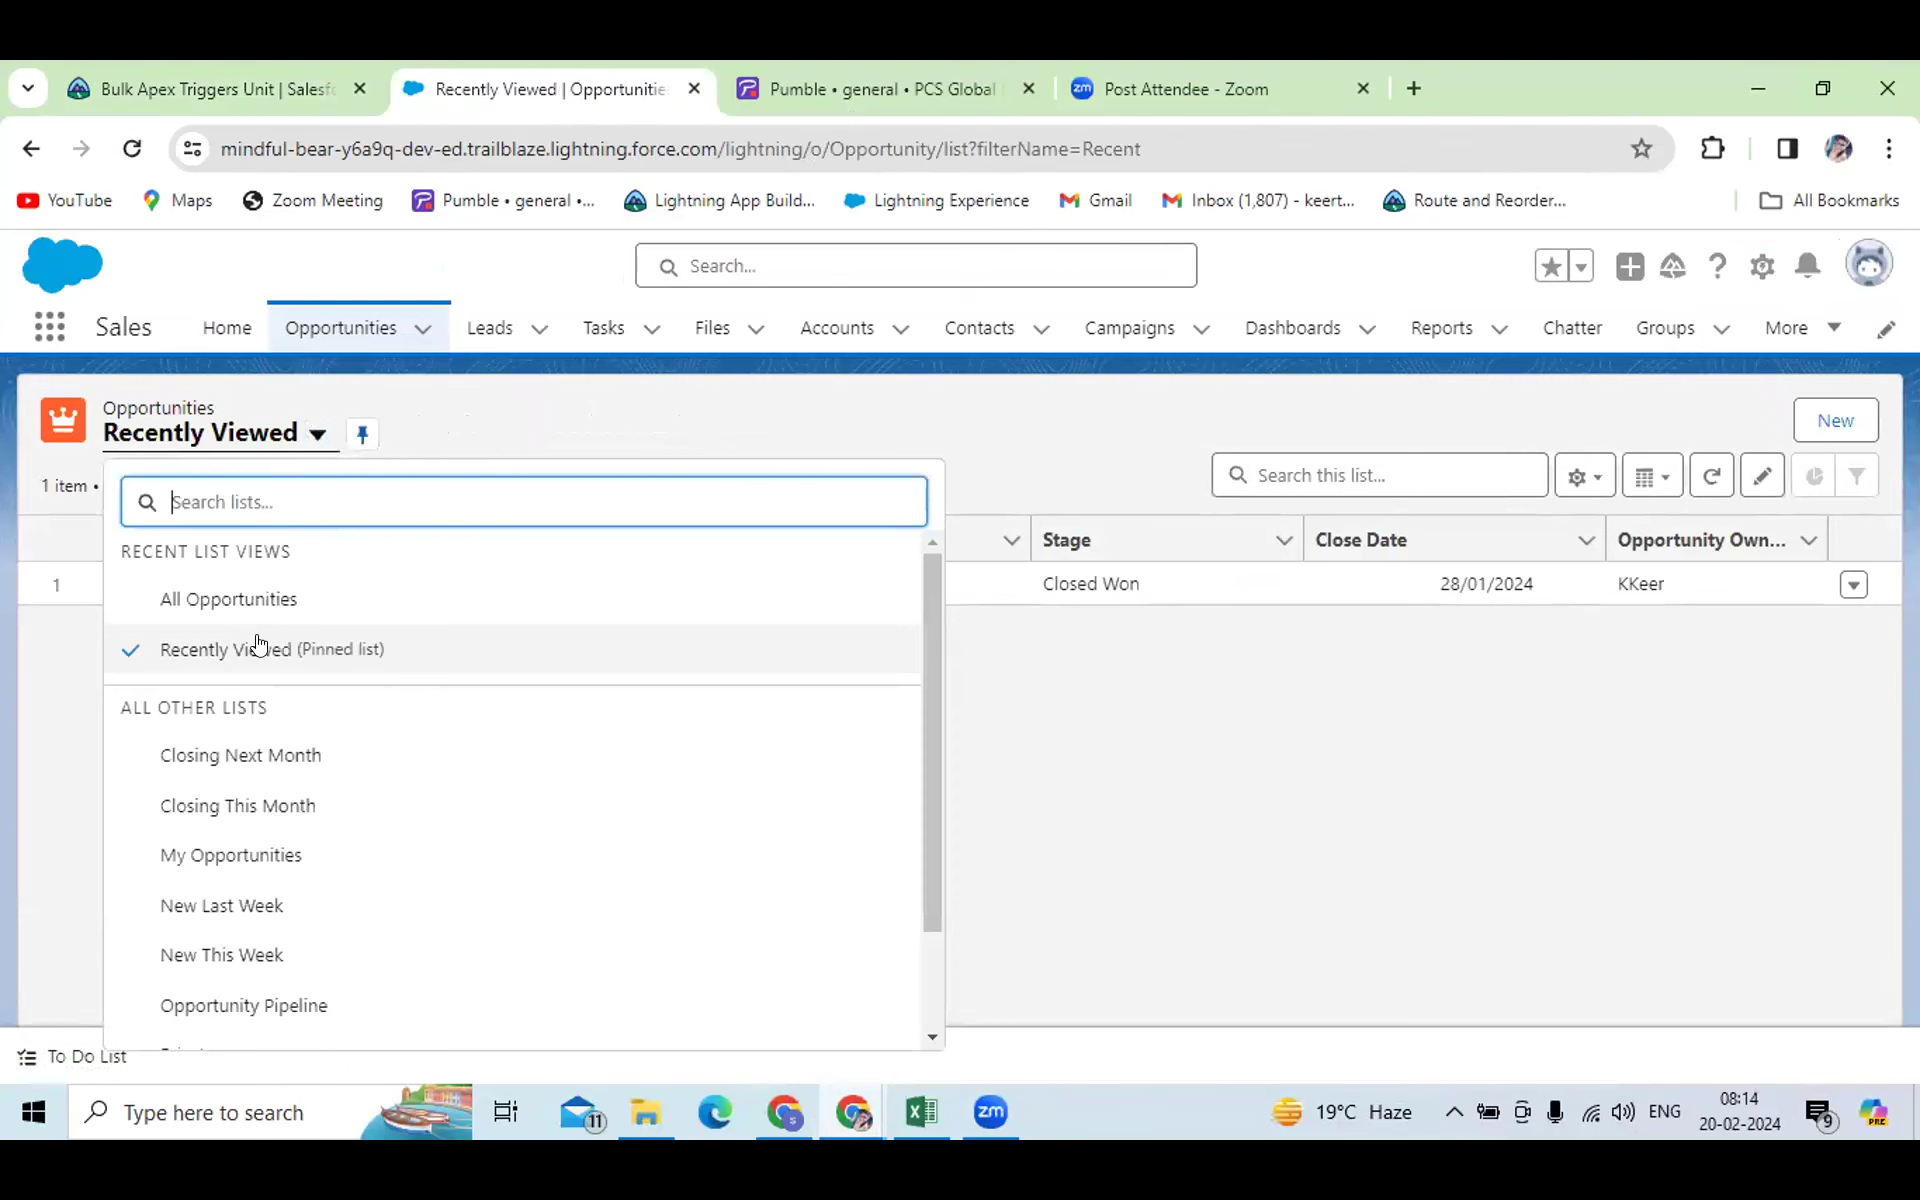 Bulk Apex Triggers Unit | Salesf
Recently Viewed | Opportunitie
Pumble • general • PCS Global
zm Post Attendee - Zoom
mindful-bear-y6a9q-dev-ed.trailblaze.lightning.force.com/lightning/o/Opportunity/list?filterName=Recent
YouTube
Maps
Zoom Meeting
Pumble • general •...
Lightning App Build...
Lightning Experience
Gmail
Inbox (1,807) - keert...
Route and Reorder...
All Bookmarks
Search...
Sales
Home
Opportunities
Leads
Tasks
Files
Accounts
Contacts
Campaigns
Dashboards
Reports
Chatter
Groups
More
Opportunities
Recently Viewed
New
1 item •
Search this list...
Search lists...
Stage
Close Date
Opportunity Own...
1
Closed Won
28/01/2024
KKeer
RECENT LIST VIEWS
All Opportunities
Recently Viewed (Pinned list)
ALL OTHER LISTS
Closing Next Month
Closing This Month
My Opportunities
New Last Week
New This Week
Opportunity Pipeline
To Do List
Type here to search
11
zm
19°C Haze
ENG
08:14
20-02-2024
9
PRE